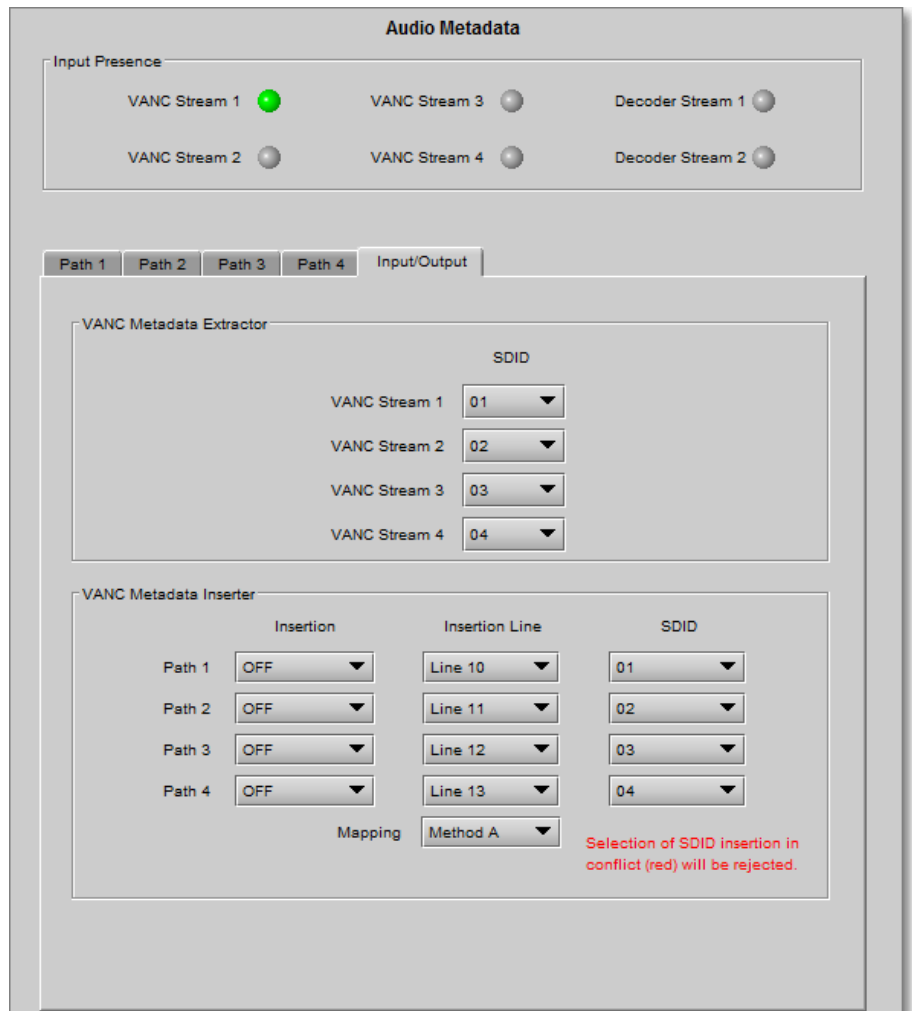 Audio Metadata
Input Presence
VANC Stream 1 VANC Stream 3 Decoder Stream 1
VANC Stream 2 VANC Stream 4 Decoder Stream 2
Path 1 Path 2 Path 3 Path 4 Input/Output
VANC Metadata Extractor
SDID
VANC Stream 1 01
VANC Stream 2 02
VANC Stream 3 03
VANC Stream 4 04
VANC Metadata Inserter
Insertion Insertion Line SDID
Path 1 OFF Line 10 01
Path 2 OFF Line 11 02
Path 3 OFF Line 12 03
Path 4 OFF Line 13 04
Mapping Method A
Selection of SDID insertion in
conflict (red) will be rejected.